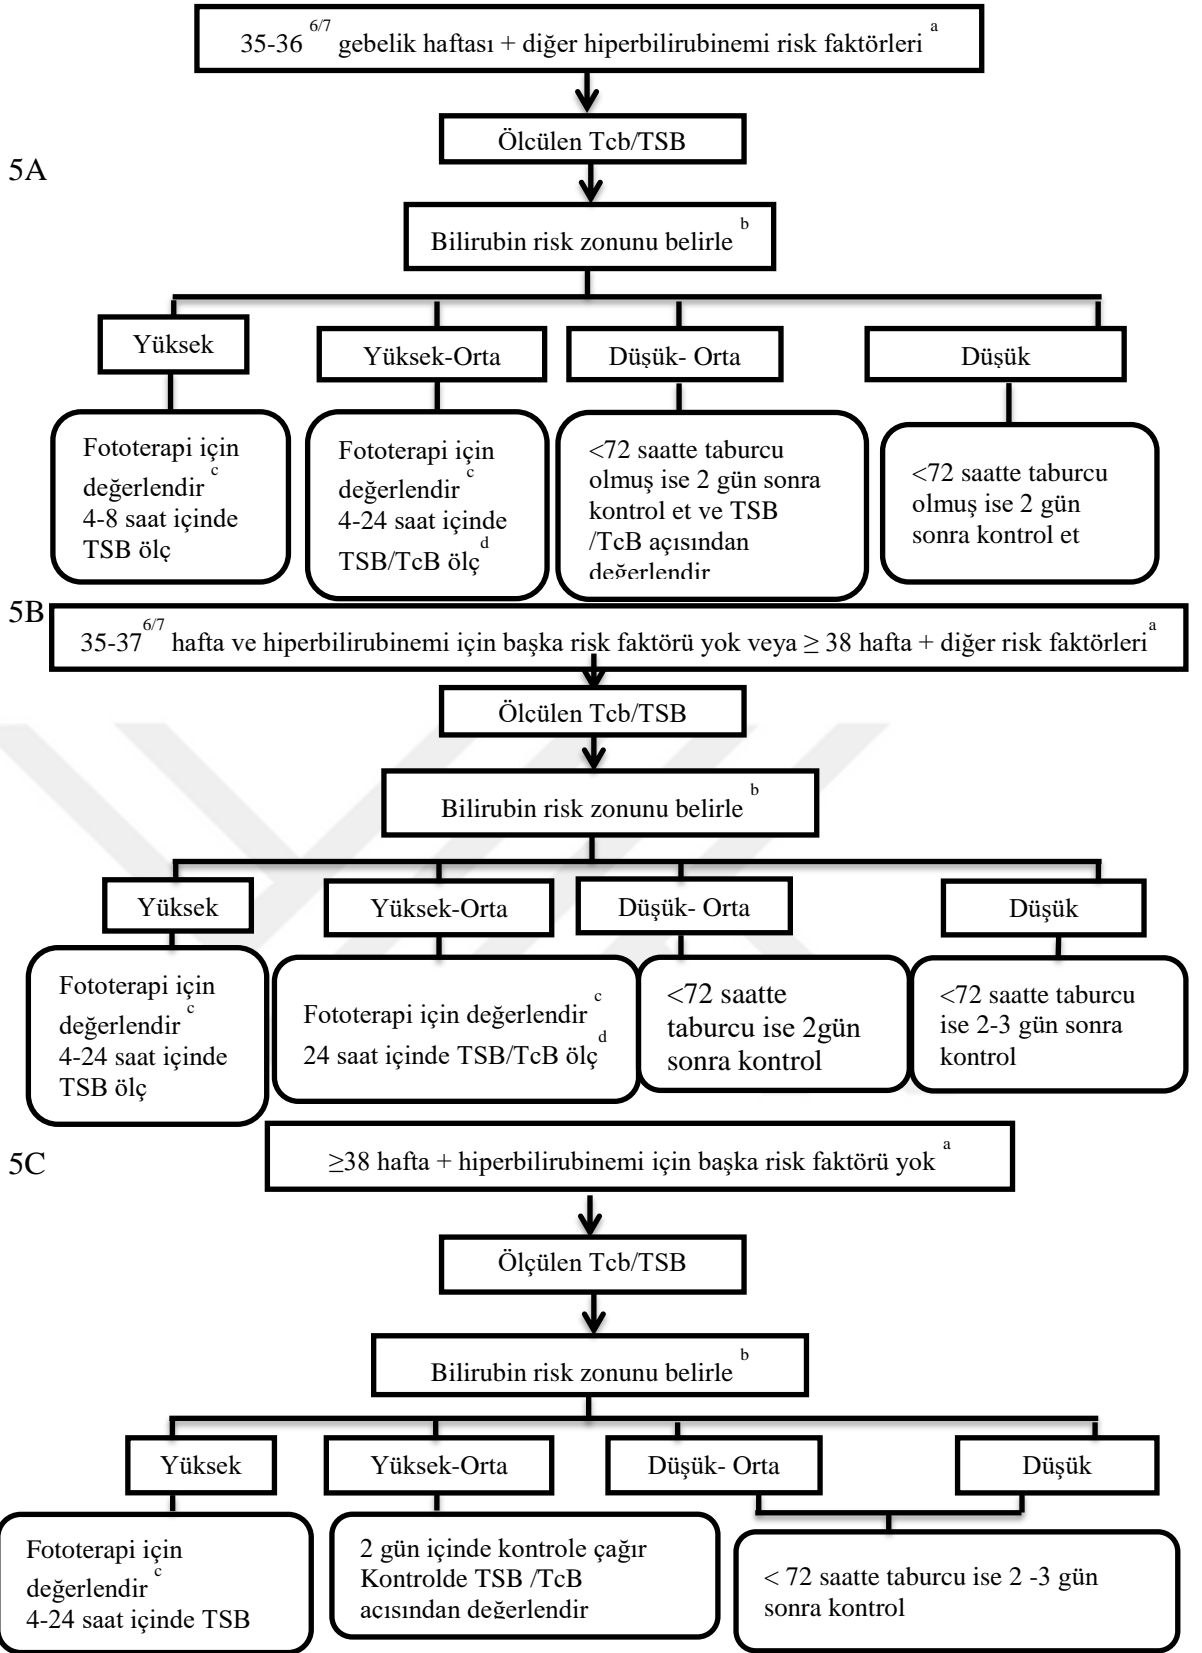 35-36 6/7 gebelik haftası + diğer hiperbilirubinemi risk faktörleri a
Ölcülen Tcb/TSB
5A
Bilirubin risk zonunu belirle b
Yüksek
Yüksek-Orta
Düşük- Orta
Düşük
Fototerapi için
değerlendir c
4-8 saat içinde
TSB ölç
Fototerapi için
değerlendir c
4-24 saat içinde
TSB/TcB ölç d
<72 saatte taburcu
olmuş ise 2 gün sonra
kontrol et ve TSB
/TcB açısından
değerlendir
<72 saatte taburcu
olmuş ise 2 gün
sonra kontrol et
5B
35-37 6/7 hafta ve hiperbilirubinemi için başka risk faktörü yok veya ≥ 38 hafta + diğer risk faktörleri a
Ölcülen Tcb/TSB
Bilirubin risk zonunu belirle b
Yüksek
Yüksek-Orta
Düşük- Orta
Düşük
Fototerapi için
değerlendir c
4-24 saat içinde
TSB ölç
Fototerapi için değerlendir c
24 saat içinde TSB/TcB ölç d
<72 saatte
taburcu ise 2gün
sonra kontrol
<72 saatte taburcu
ise 2-3 gün sonra
kontrol
5C
≥38 hafta + hiperbilirubinemi için başka risk faktörü yok a
Ölçülen Tcb/TSB
Bilirubin risk zonunu belirle b
Yüksek
Yüksek-Orta
Düşük- Orta
Düşük
Fototerapi için
değerlendir c
4-24 saat içinde TSB
2 gün içinde kontrole çağır
Kontrolde TSB /TcB
açısından değerlendir
< 72 saatte taburcu ise 2 -3 gün
sonra kontrol